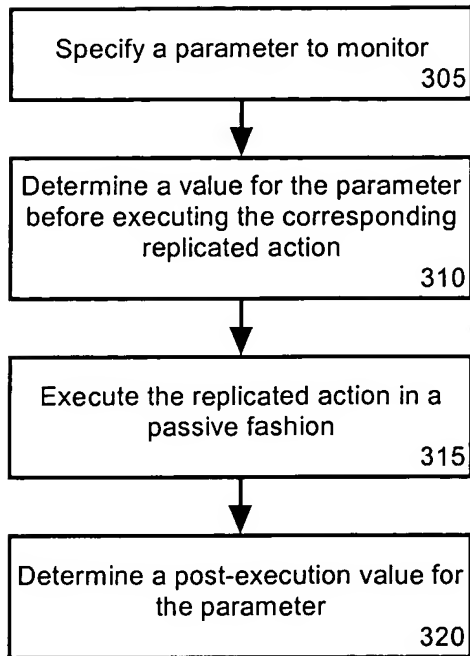 Specify a parameter to monitor
305
Determine a value for the parameter
before executing the corresponding
replicated action
310
Execute the replicated action in a
passive fashion
315
Determine a post-execution value for
the parameter
320